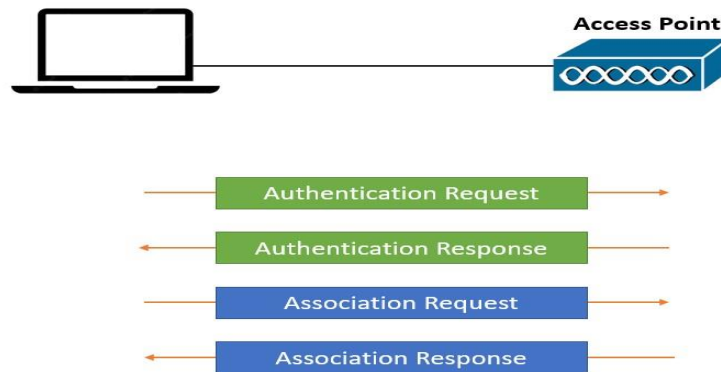 Access Point
Authentication Request
Authentication Response
Association Request
Association Response